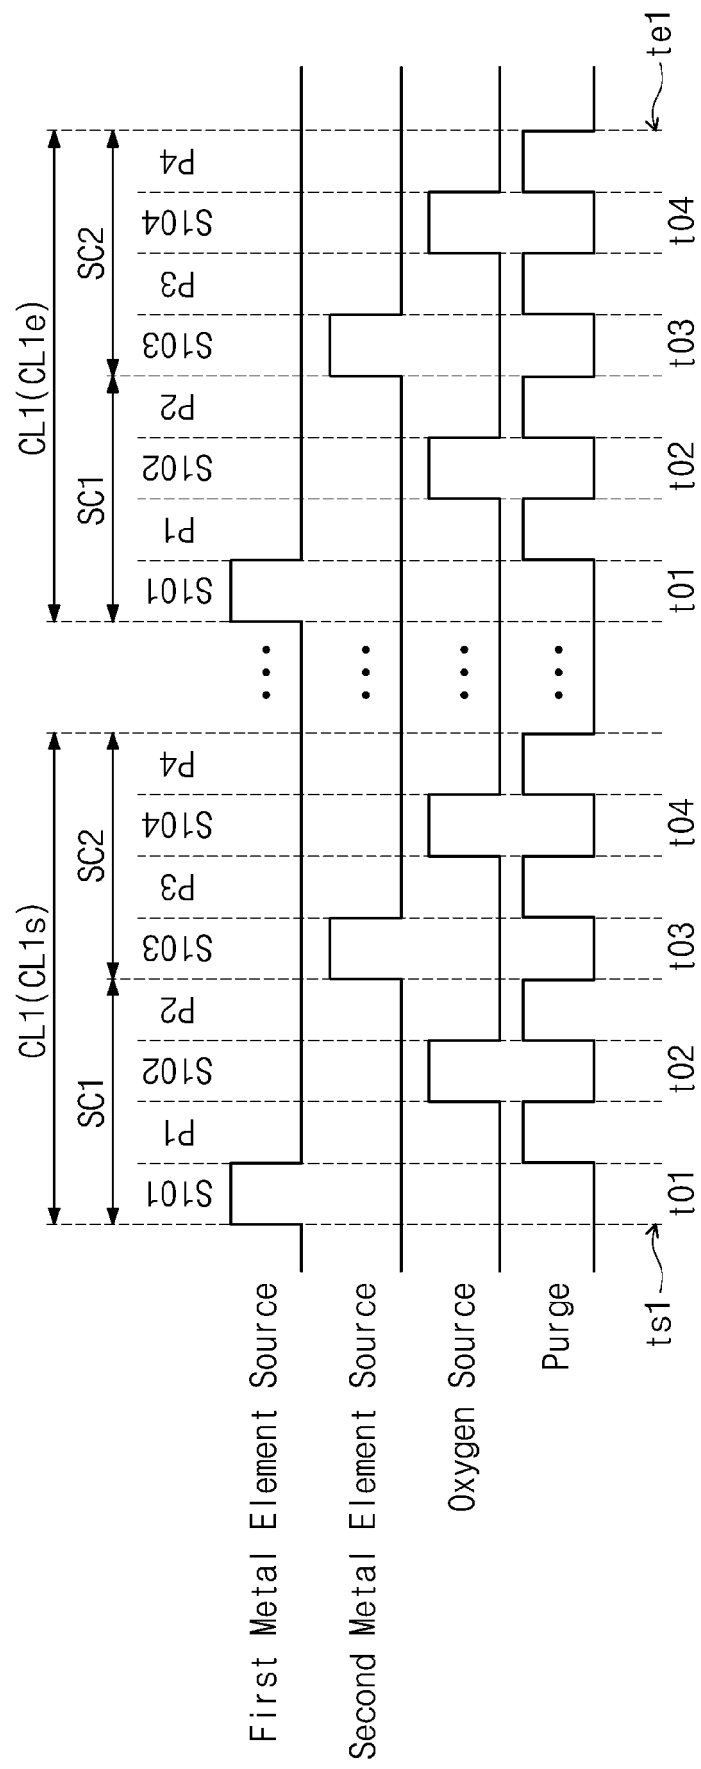 CL1(CL1s)
CL1(CL1e)
SC1
SC2
SC1
SC2
S101
P1
S102
P2
S103
P3
S104
P4
S101
P1
S102
P2
S103
P3
S104
P4
First Metal Element Source
Second Metal Element Source
Oxygen Source
Purge
t01
t02
t03
t04
t01
t02
t03
t04
ts1
te1